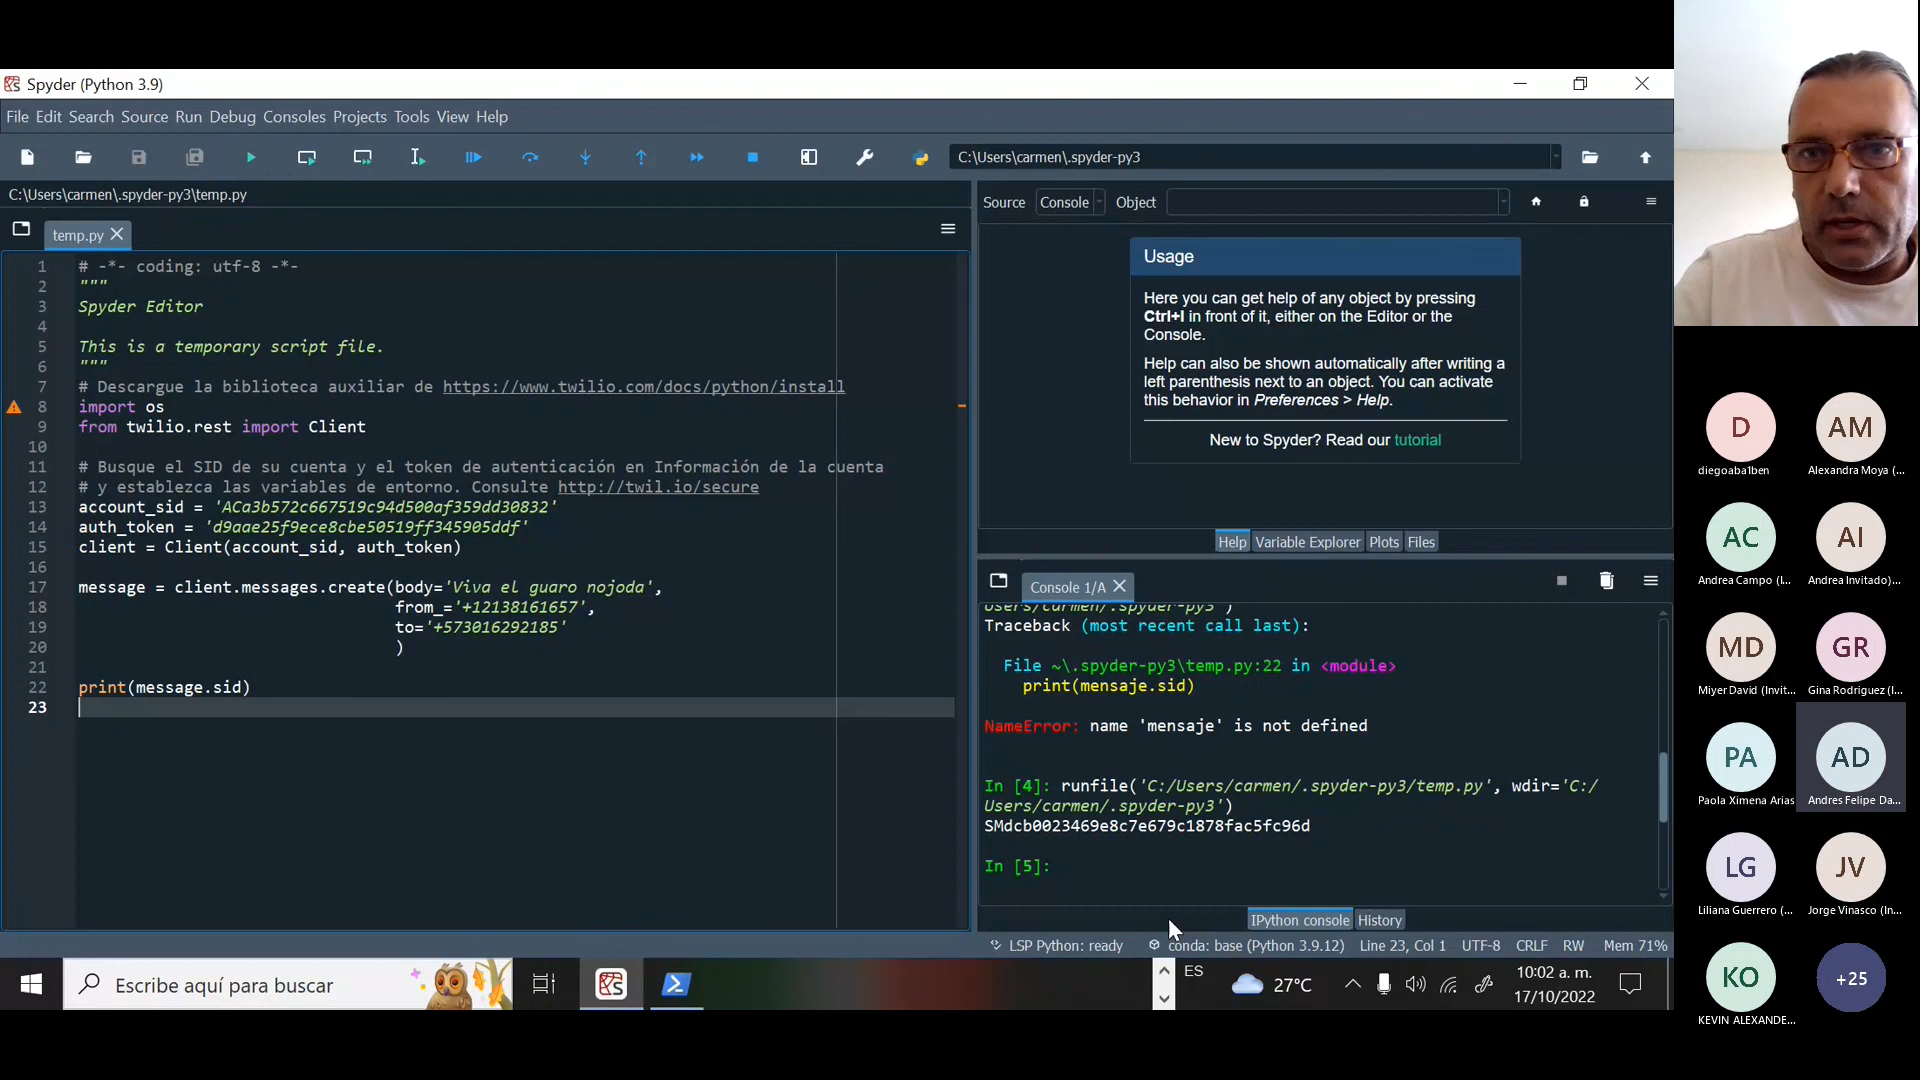 Spyder (Python 3.9)
File Edit Search Source Run Debug Consoles Projects Tools View Help
C:\Users\carmen\.spyder-py3
C:\Users\carmen\.spyder-py3\temp.py
temp.py
1 # -*- coding: utf-8 -*-
2 """
3 Spyder Editor
4
5 This is a temporary script file.
6 """
7 # Descargue la biblioteca auxiliar de https://www.twilio.com/docs/python/install
8 import os
9 from twilio.rest import Client
10
11 # Busque el SID de su cuenta y el token de autenticación en Información de la cuenta
12 # y establezca las variables de entorno. Consulte http://twil.io/secure
13 account_sid = 'ACa3b572c667519c94d500af359dd30832'
14 auth_token = 'd9aae25f9ece8cbe50519ff345905ddf'
15 client = Client(account_sid, auth_token)
16
17 message = client.messages.create(body='Viva el guaro nojoda',
18 from_='+12138161657',
19 to='+573016292185'
20 )
21
22 print(message.sid)
23
Source Console Object
Usage
Here you can get help of any object by pressing
Ctrl+I in front of it, either on the Editor or the
Console.
Help can also be shown automatically after writing a
left parenthesis next to an object. You can activate
this behavior in Preferences > Help.
New to Spyder? Read our tutorial
Help Variable Explorer Plots Files
Console 1/A
Users/carmen/.spyder-py3')
Traceback (most recent call last):
File ~\.spyder-py3\temp.py:22 in <module>
print(mensaje.sid)
NameError: name 'mensaje' is not defined
In [4]: runfile('C:/Users/carmen/.spyder-py3/temp.py', wdir='C:/
Users/carmen/.spyder-py3')
SMdcb0023469e8c7e679c1878fac5fc96d
In [5]:
IPython console History
LSP Python: ready conda: base (Python 3.9.12) Line 23, Col 1 UTF-8 CRLF RW Mem 71%
Escribe aquí para buscar
ES
27°C
10:02 a. m.
17/10/2022
D
diegoaba1ben
AM
Alexandra Moya (...
AC
Andrea Campo (I...
AI
Andrea Invitado)...
MD
Miyer David (Invit...
GR
Gina Rodriguez (I...
PA
Paola Ximena Arias
AD
Andres Felipe Da...
LG
Liliana Guerrero (...
JV
Jorge Vinasco (In...
KO
KEVIN ALEXANDE...
+25